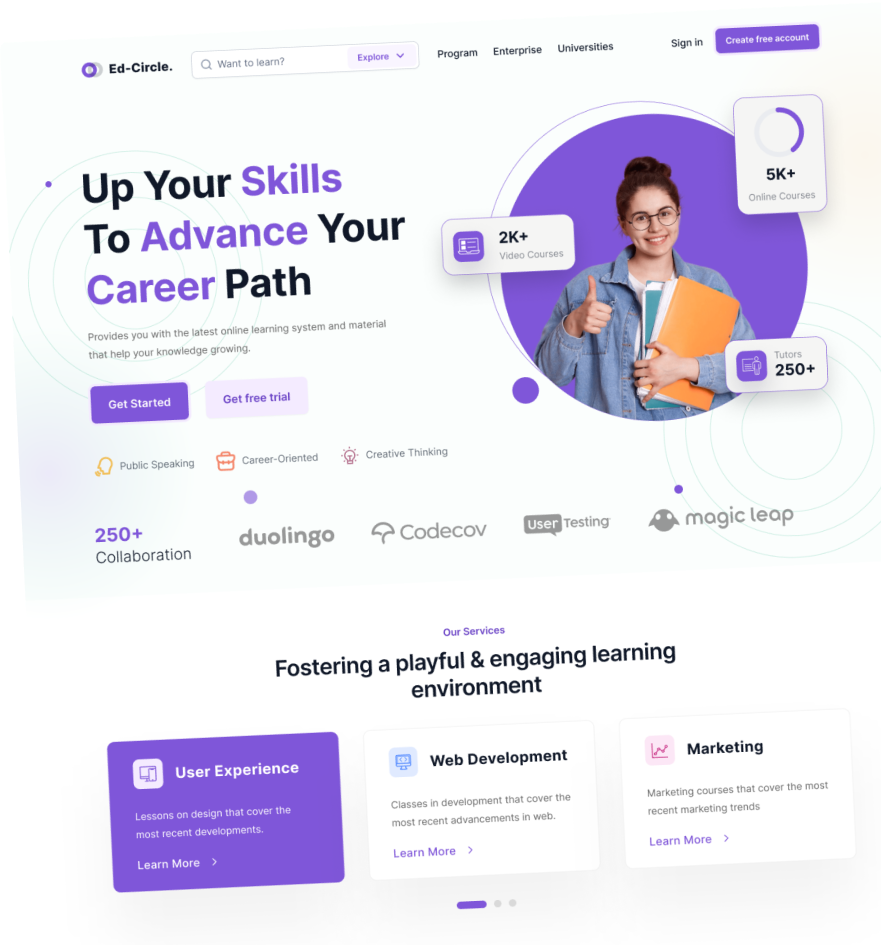 Ed-Circle.
Want to learn?
Explore
Program
Enterprise
Universities
Sign in
Create free account
Up Your Skills
To Advance Your
Career Path
Provides you with the latest online learning system and material
that help your knowledge growing.
Get Started
Get free trial
Public Speaking
Career-Oriented
Creative Thinking
2K+
Video Courses
5K+
Online Courses
Tutors
250+
250+
Collaboration
duolingo
Codecov
User Testing
magic leap
Our Services
Fostering a playful & engaging learning
environment
User Experience
Lessons on design that cover the
most recent developments.
Learn More
Web Development
Classes in development that cover the
most recent advancements in web.
Learn More
Marketing
Marketing courses that cover the most
recent marketing trends
Learn More